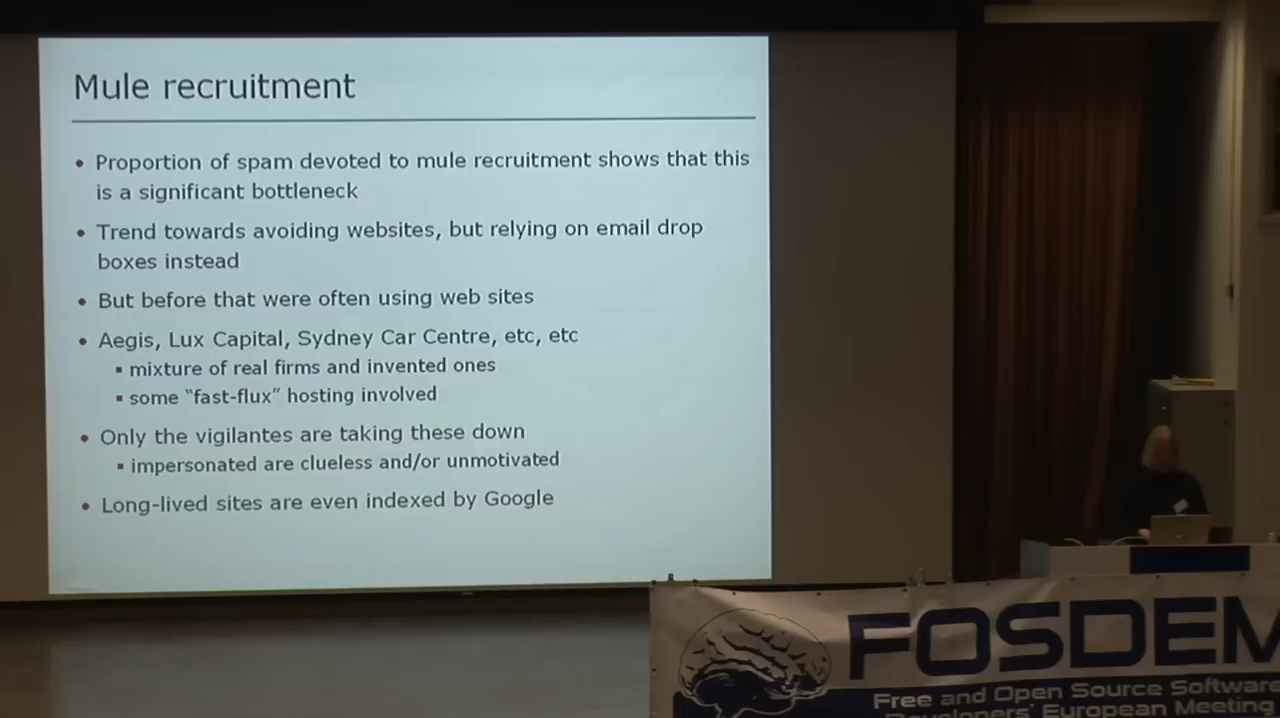 Mule recruitment
• Proportion of spam devoted to mule recruitment shows that this
is a significant bottleneck
• Trend towards avoiding websites, but relying on email drop
boxes instead
• But before that were often using web sites
• Aegis, Lux Capital, Sydney Car Centre, etc, etc
▪ mixture of real firms and invented ones
▪ some “fast-flux” hosting involved
• Only the vigilantes are taking these down
▪ impersonated are clueless and/or unmotivated
• Long-lived sites are even indexed by Google
FOSDEM
Free and Open Source Software
Developers' European Meeting